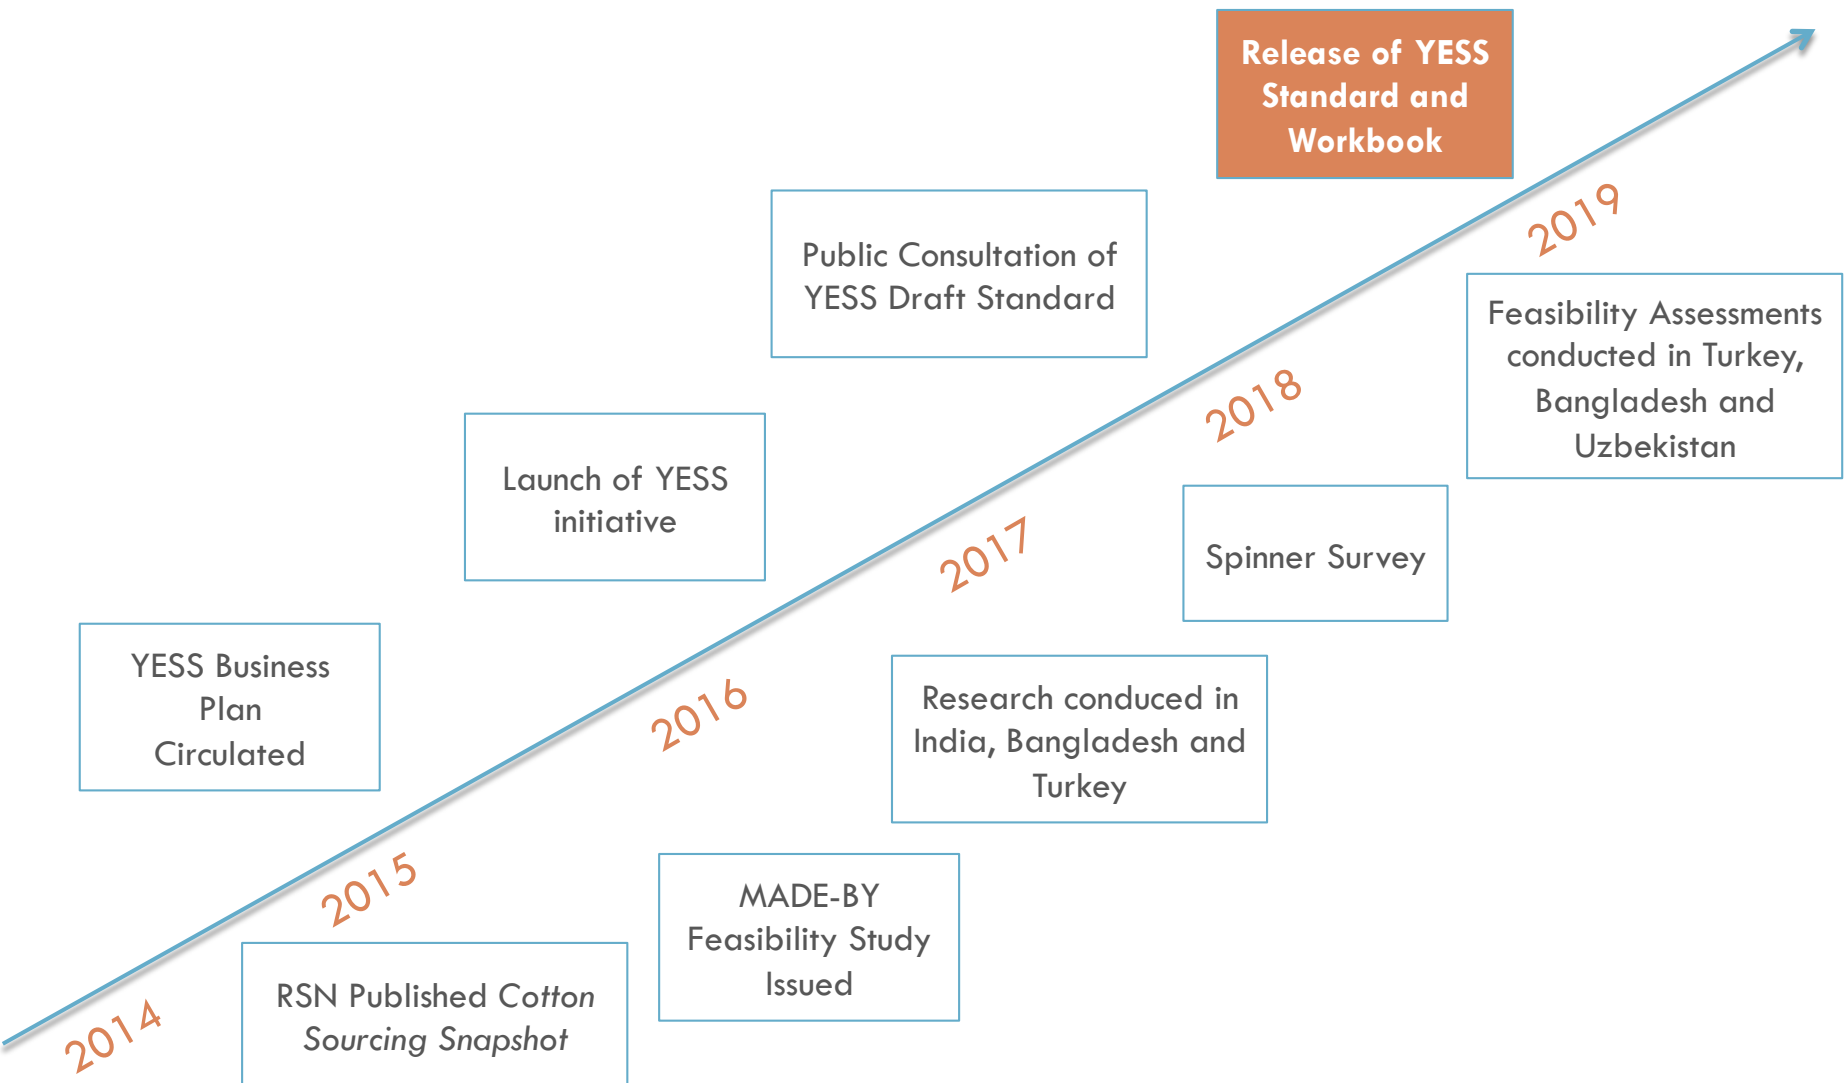 Release of YESS
Standard and
Workbook
2019
Public Consultation of
YESS Draft Standard
Feasibility Assessments
conducted in Turkey,
Bangladesh and
Uzbekistan
2018
Launch of YESS
initiative
Spinner Survey
2017
YESS Business
Plan
Circulated
Research conduced in
India, Bangladesh and
Turkey
2016
MADE-BY
Feasibility Study
Issued
2015
RSN Published Cotton
Sourcing Snapshot
2014